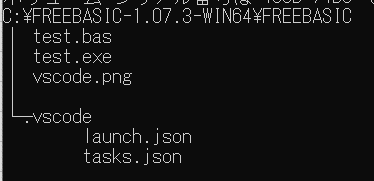 C:¥FREEBASIC-1.07.3-WIN64¥FREEBASIC
test.bas
test.exe
vscode.png
.vscode
launch.json
tasks.json